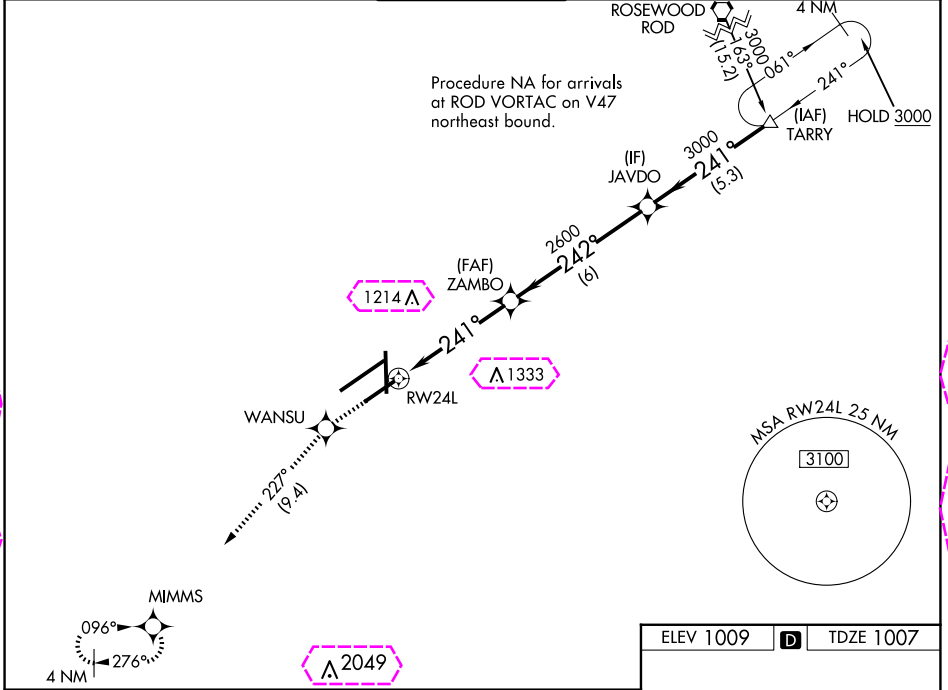 ROSEWOOD
ROD
3000
163°
(15.2)
4 NM
061°
241°
HOLD 3000
(IAF)
TARRY
Procedure NA for arrivals
at ROD VORTAC on V47
northeast bound.
3000
241°
(5.3)
(IF)
JAVDO
2600
242°
(6)
(FAF)
ZAMBO
1214
241°
1333
RW24L
WANSU
227°
(9.4)
MSA RW24L 25 NM
3100
MIMMS
096°
276°
4 NM
2049
ELEV 1009 D TDZE 1007